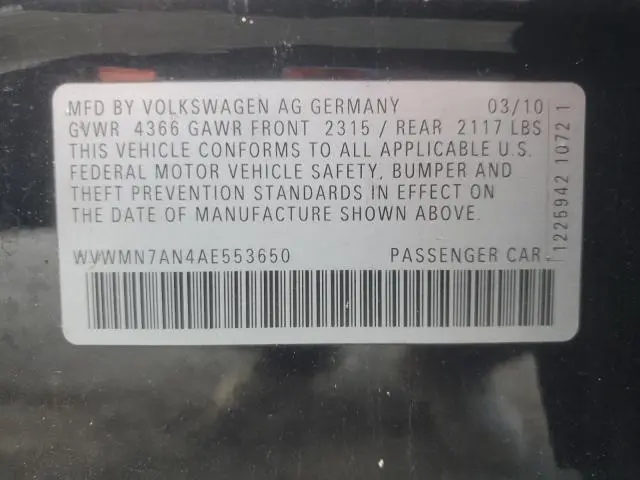 MFD BY VOLKSWAGEN AG GERMANY 03/10
GVWR 4366 GAWR FRONT 2315 / REAR 2117 LBS
THIS VEHICLE CONFORMS TO ALL APPLICABLE U.S.
FEDERAL MOTOR VEHICLE SAFETY, BUMPER AND
THEFT PREVENTION STANDARDS IN EFFECT ON
THE DATE OF MANUFACTURE SHOWN ABOVE.
WVWMN7AN4AE553650 PASSENGER CAR
1225942 1072 1